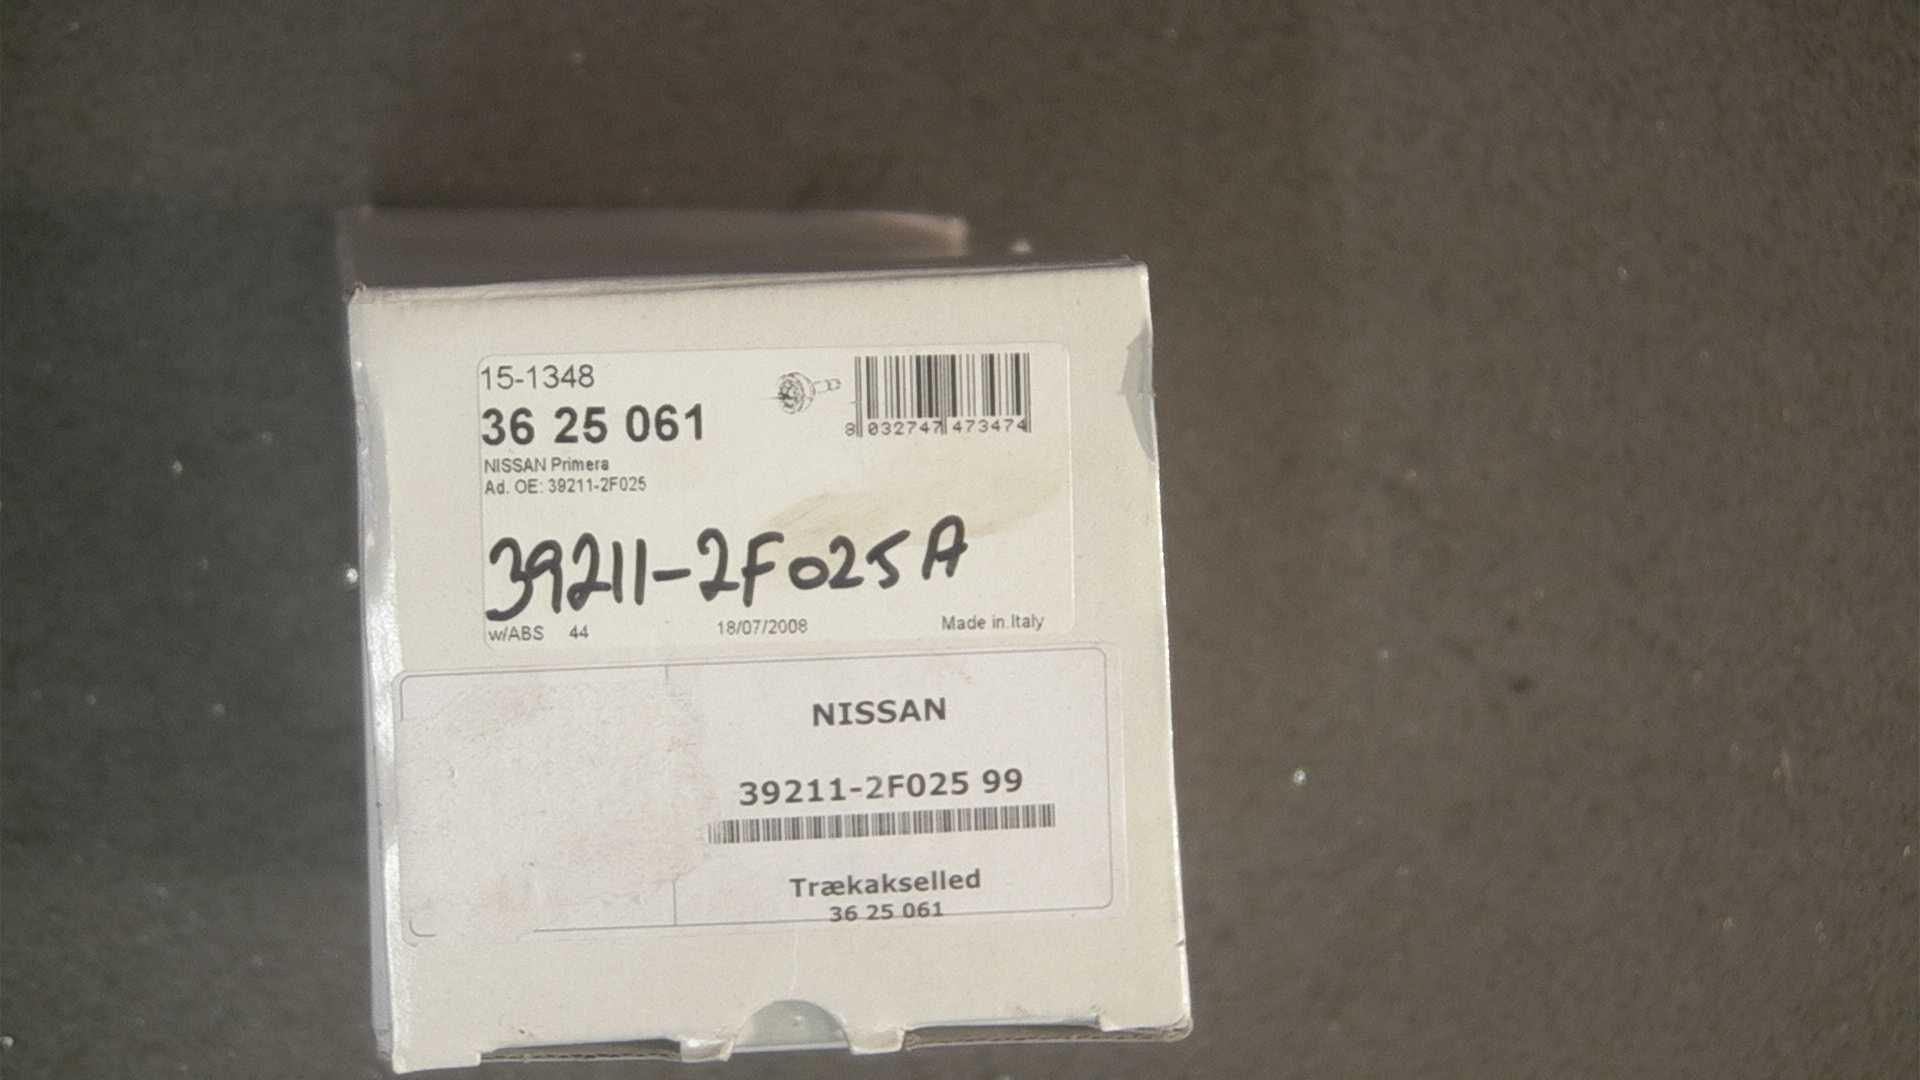 15-1348
36 25 061
8 032747 473474
NISSAN Primera
Ad. OE: 39211-2F025
39211-2F025A
w/ABS 44 18/07/2008 Made in Italy
NISSAN
39211-2F025 99
Trækakselled
36 25 061